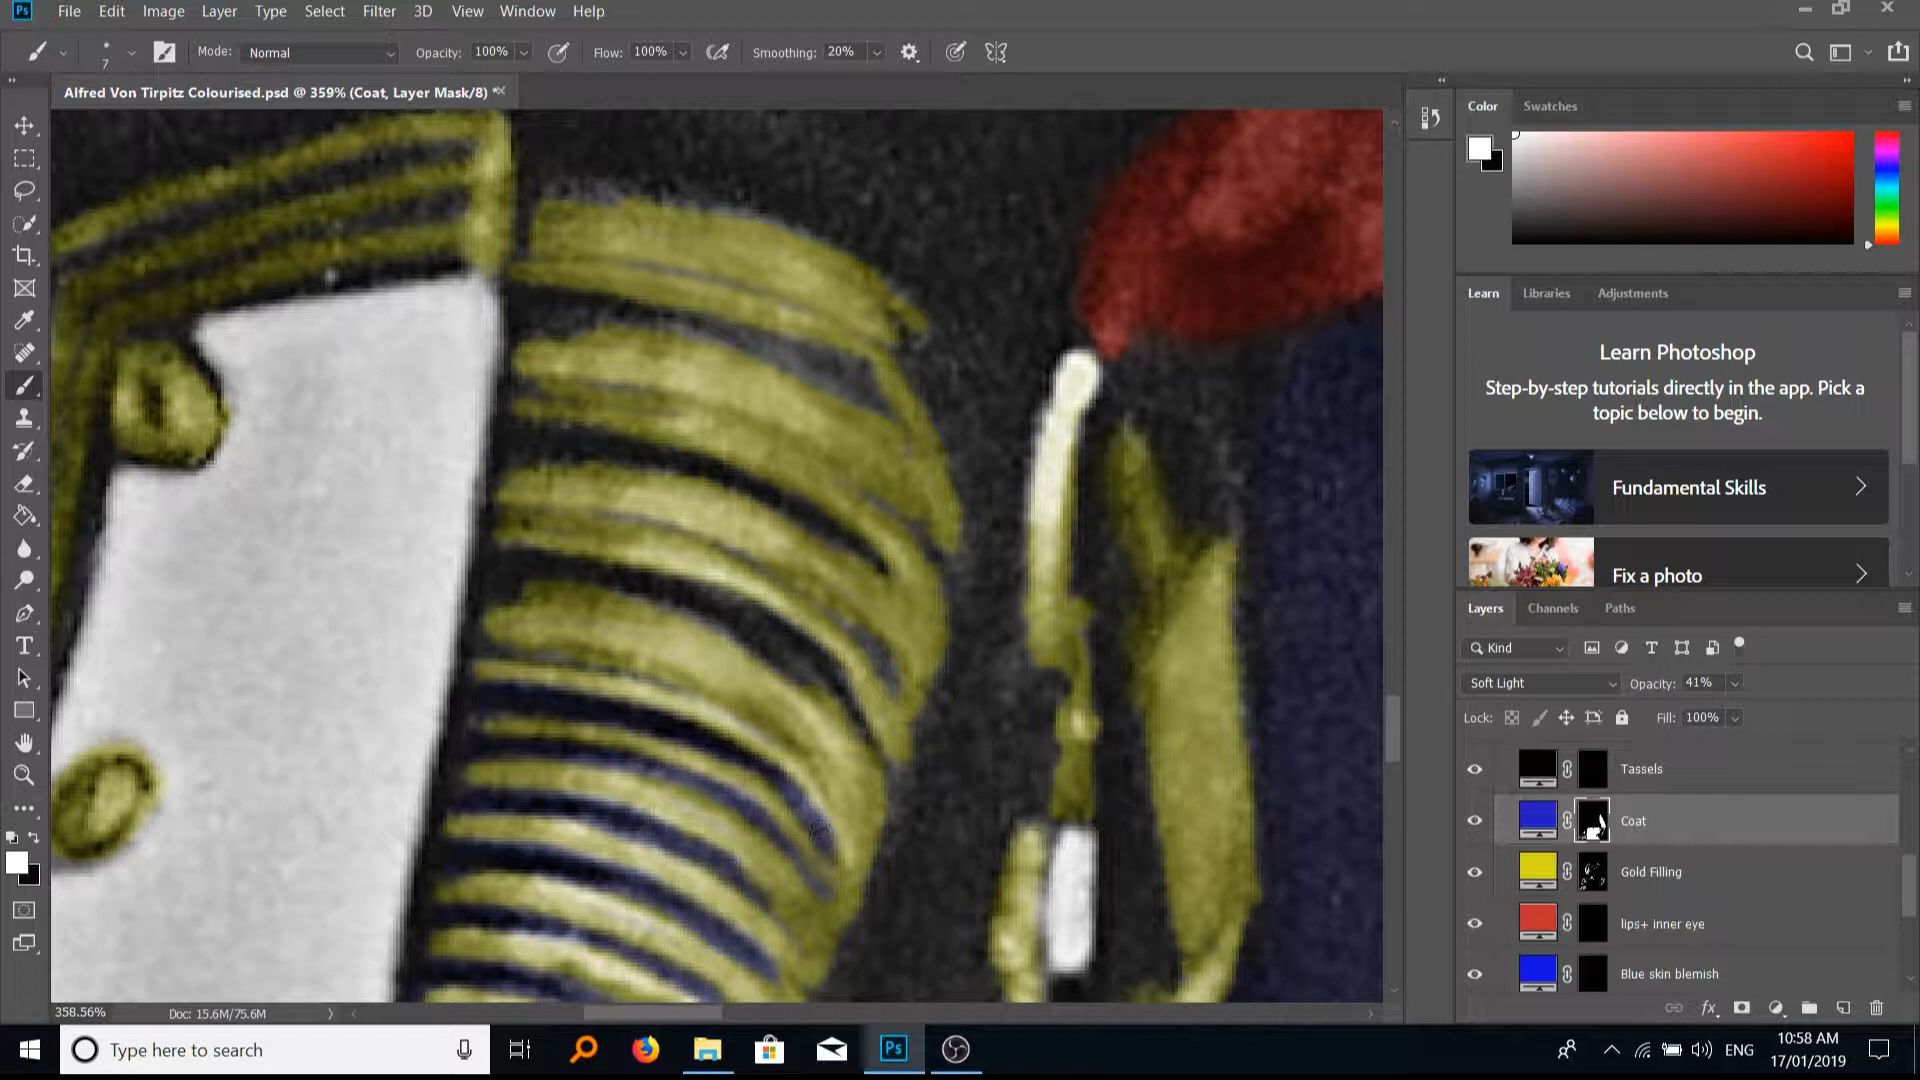 Ps File Edit Image Layer Type Select Filter 3D View Window Help
7 Mode: Normal Opacity: 100% Flow: 100% Smoothing: 20%
Alfred Von Tirpitz Colourised.psd @ 359% (Coat, Layer Mask/8) *
Color Swatches
Learn Libraries Adjustments
Learn Photoshop
Step-by-step tutorials directly in the app. Pick a
topic below to begin.
Fundamental Skills
Fix a photo
Layers Channels Paths
Kind
Soft Light Opacity: 41%
Lock: Fill: 100%
Tassels
Coat
Gold Filling
lips+ inner eye
Blue skin blemish
358.56% Doc: 15.6M/75.6M
Type here to search
Ps
ENG
10:58 AM
17/01/2019